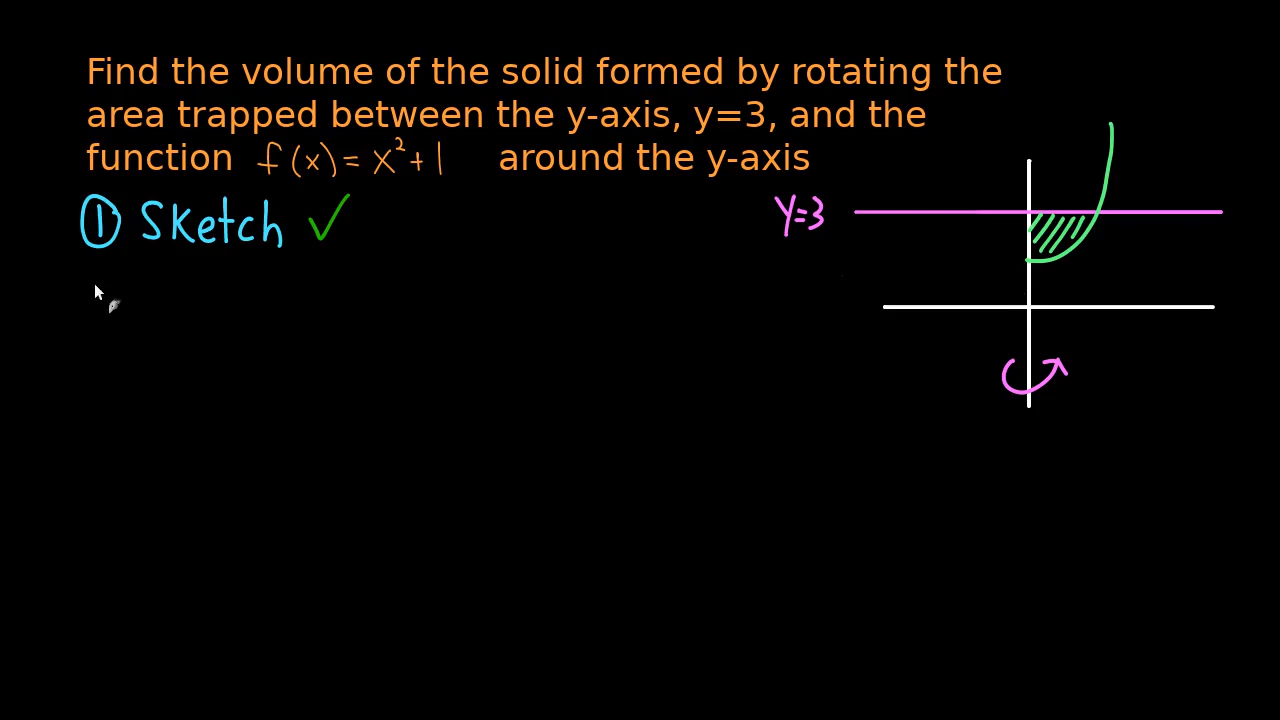 Find the volume of the solid formed by rotating the
area trapped between the y-axis, y=3, and the
function f(x)=x²+1 around the y-axis
① Sketch ✓
y=3